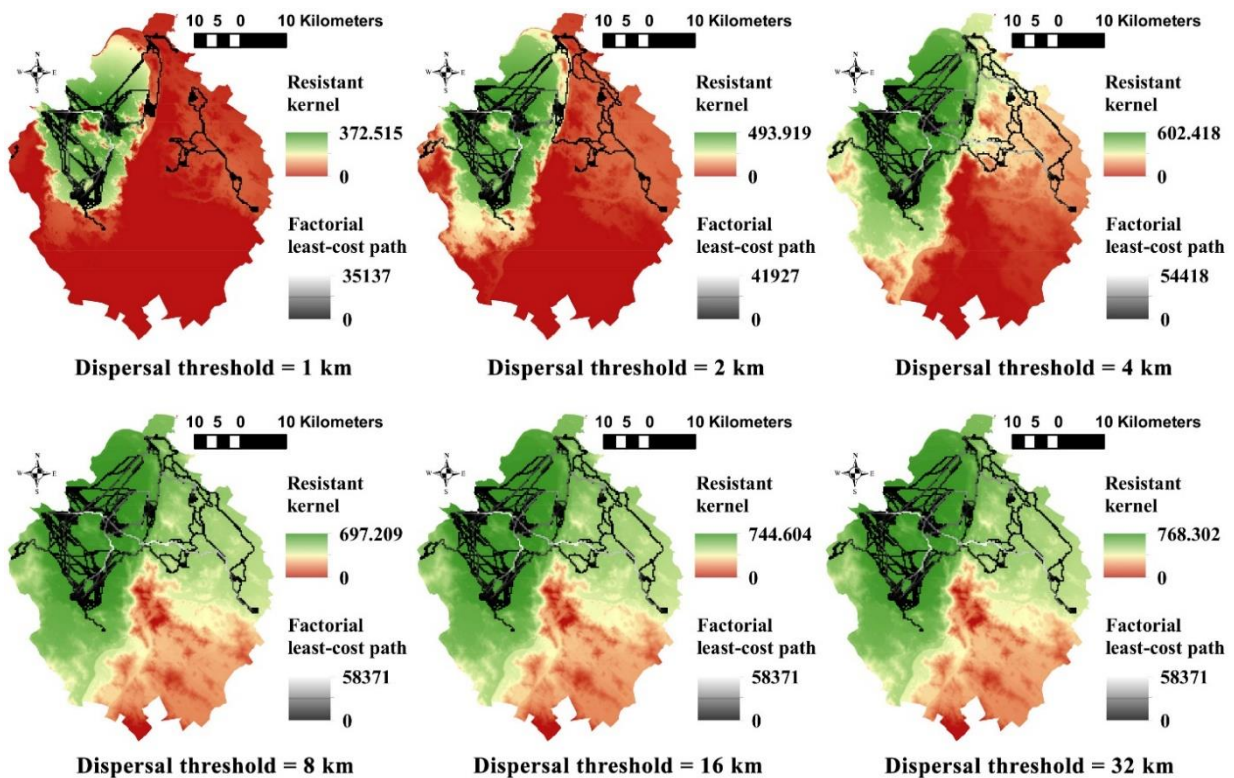 10 5 0 10 Kilometers
N
W E
S
Resistant
kernel
372.515
0
Factorial
least-cost path
35137
0
Dispersal threshold = 1 km
10 5 0 10 Kilometers
N
W E
S
Resistant
kernel
493.919
0
Factorial
least-cost path
41927
0
Dispersal threshold = 2 km
10 5 0 10 Kilometers
N
W E
S
Resistant
kernel
602.418
0
Factorial
least-cost path
54418
0
Dispersal threshold = 4 km
10 5 0 10 Kilometers
N
W E
S
Resistant
kernel
697.209
0
Factorial
least-cost path
58371
0
Dispersal threshold = 8 km
10 5 0 10 Kilometers
N
W E
S
Resistant
kernel
744.604
0
Factorial
least-cost path
58371
0
Dispersal threshold = 16 km
10 5 0 10 Kilometers
N
W E
S
Resistant
kernel
768.302
0
Factorial
least-cost path
58371
0
Dispersal threshold = 32 km